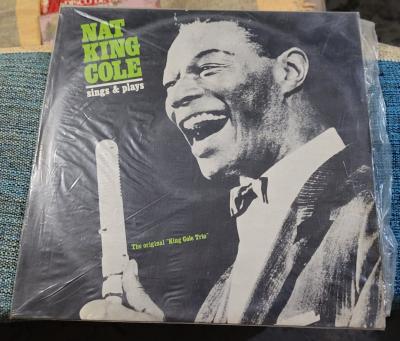 NAT
KING
COLE
sings & plays
The original "King Cole Trio"